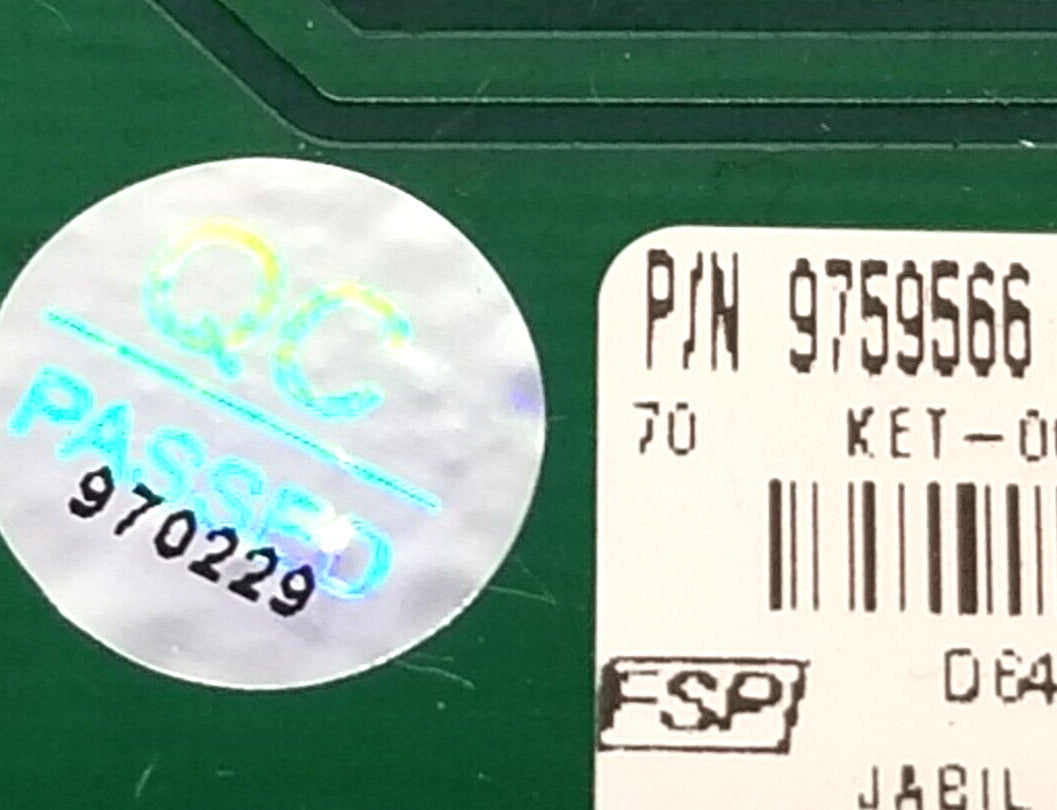 QC
PASSED
970229
P/N 9759566
70 KET-0
D64
FSP
JABIL